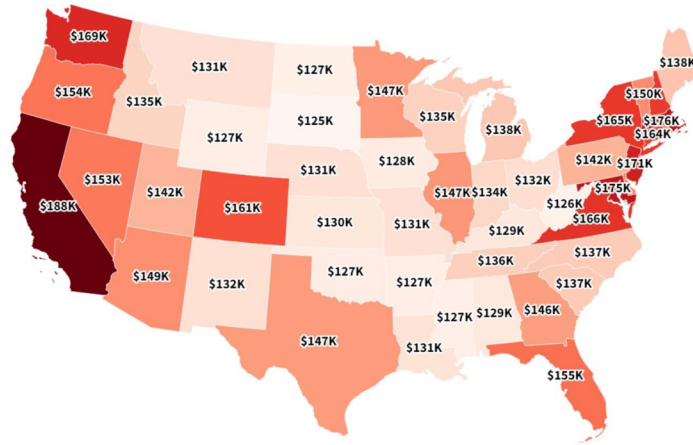 $169K
$138K
$131K
$127K
$154K
$147K
$150K
$135K
$125K
$135K
$165K
$176K
$138K
$164K
$127K
$142K
$171K
$128K
$131K
$132K
$153K
$142K
$147K
$134K
$175K
$188K
$161K
$126K
$130K
$131K
$166K
$129K
$137K
$136K
$149K
$132K
$127K
$127K
$137K
$146K
$127K
$129K
$147K
$131K
$155K